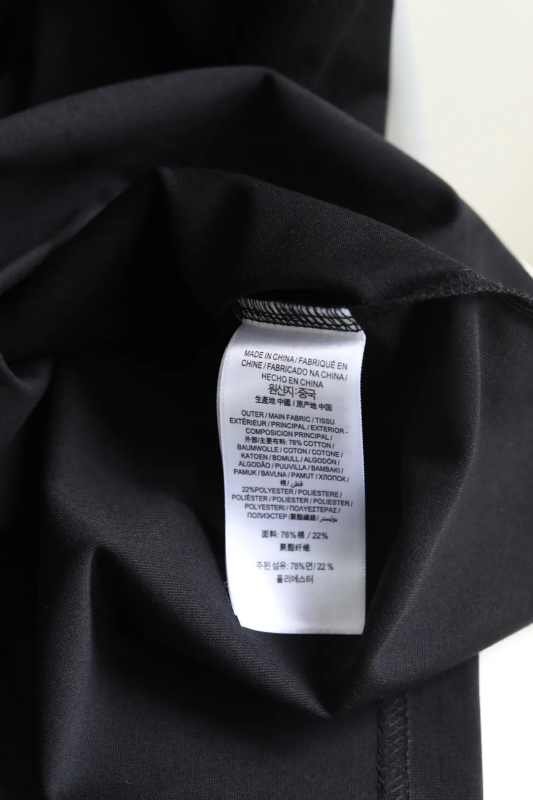 MADE IN CHINA / FABRIQUÉ EN
CHINE / FABRICADO NA CHINA /
HECHO EN CHINA
원산지: 중국
生產地 中國 / 原产地 中国
OUTER / MAIN FABRIC / TISSU
EXTÉRIEUR / PRINCIPAL / EXTERIOR -
COMPOSICIÓN PRINCIPAL /
外部/主要布料: 78% COTTON /
BAUMWOLLE / COTON / COTONE /
KATOEN / BOMULL / ALGODÓN /
ALGODÃO / PUUVILLA / BAMBAKI /
PAMUK / BAVLNA / PAMUT / ХЛОПОК
棉 / قطن /
22%POLYESTER / POLIESTERE /
POLIÉSTER / POLIESTER / POLIESTER /
POLYESTERI / ΠΟΛΥΕΣΤΕΡΑΣ /
ПОЛИЭСТЕР /聚酯纖維 / بوليستر
面料: 78% 棉 / 22%
聚酯纤维
주원 섬유: 78% 면/ 22 %
폴리에스터